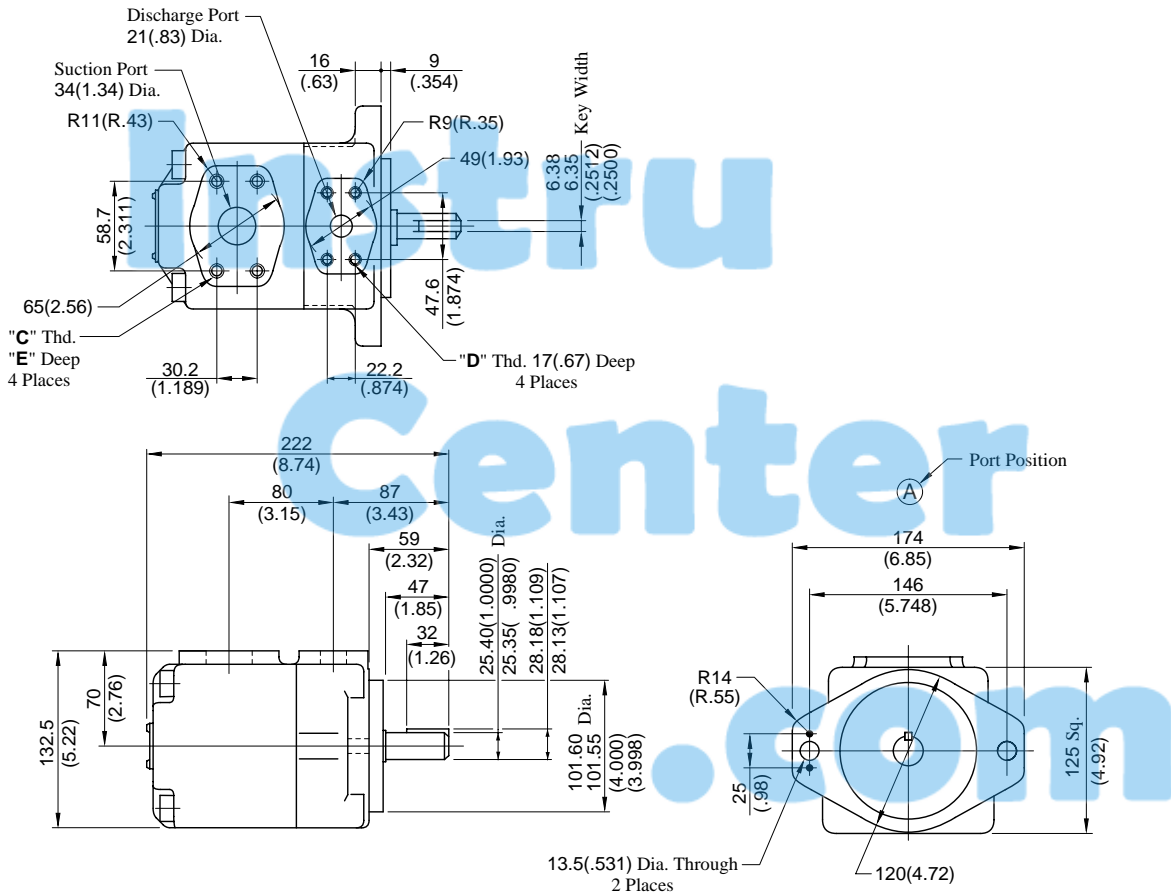 Discharge Port
21(.83) Dia.
Suction Port
34(1.34) Dia.
R11(R.43)
16
(.63)
9
(.354)
R9(R.35)
49(1.93)
Key Width
6.38
6.35
(.2512)
(.2500)
58.7
(2.311)
47.6
(1.874)
65(2.56)
"C" Thd.
"E" Deep
4 Places
30.2
(1.189)
22.2
(.874)
"D" Thd. 17(.67) Deep
4 Places
Instru
Center
.com
222
(8.74)
80
(3.15)
87
(3.43)
59
(2.32)
47
(1.85)
32
(1.26)
Dia.
25.40(1.0000)
25.35( .9980)
28.18(1.109)
28.13(1.107)
132.5
(5.22)
70
(2.76)
101.60 Dia.
101.55
(4.000)
(3.998)
Port Position
A
174
(6.85)
146
(5.748)
R14
(R.55)
25
(.98)
125 Sq.
(4.92)
13.5(.531) Dia. Through
2 Places
120(4.72)